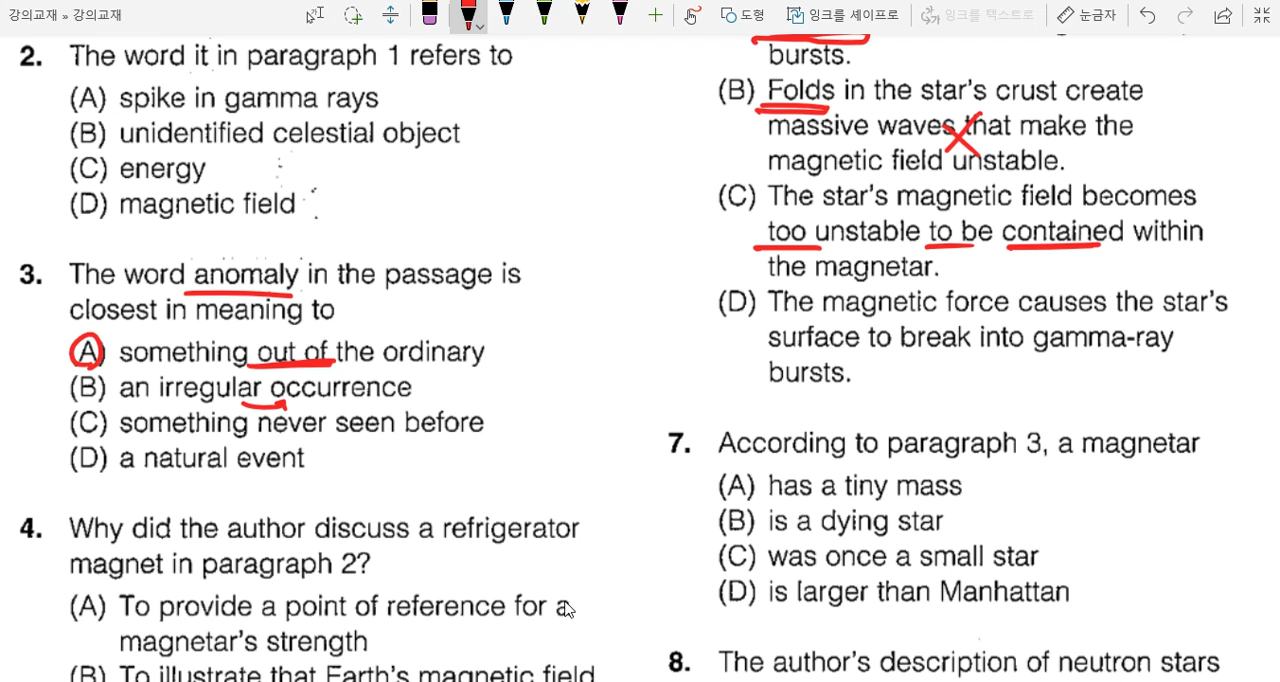 강의교재 » 강의교재
도형
잉크를 셰이프로
잉크를 텍스트로
눈금자
2. The word it in paragraph 1 refers to
(A) spike in gamma rays
(B) unidentified celestial object
(C) energy
(D) magnetic field
3. The word anomaly in the passage is
closest in meaning to
(A) something out of the ordinary
(B) an irregular occurrence
(C) something never seen before
(D) a natural event
4. Why did the author discuss a refrigerator
magnet in paragraph 2?
(A) To provide a point of reference for a
magnetar's strength
(B) To illustrate that Earth's magnetic field
bursts.
(B) Folds in the star's crust create
massive waves that make the
magnetic field unstable.
(C) The star's magnetic field becomes
too unstable to be contained within
the magnetar.
(D) The magnetic force causes the star's
surface to break into gamma-ray
bursts.
7. According to paragraph 3, a magnetar
(A) has a tiny mass
(B) is a dying star
(C) was once a small star
(D) is larger than Manhattan
8. The author's description of neutron stars